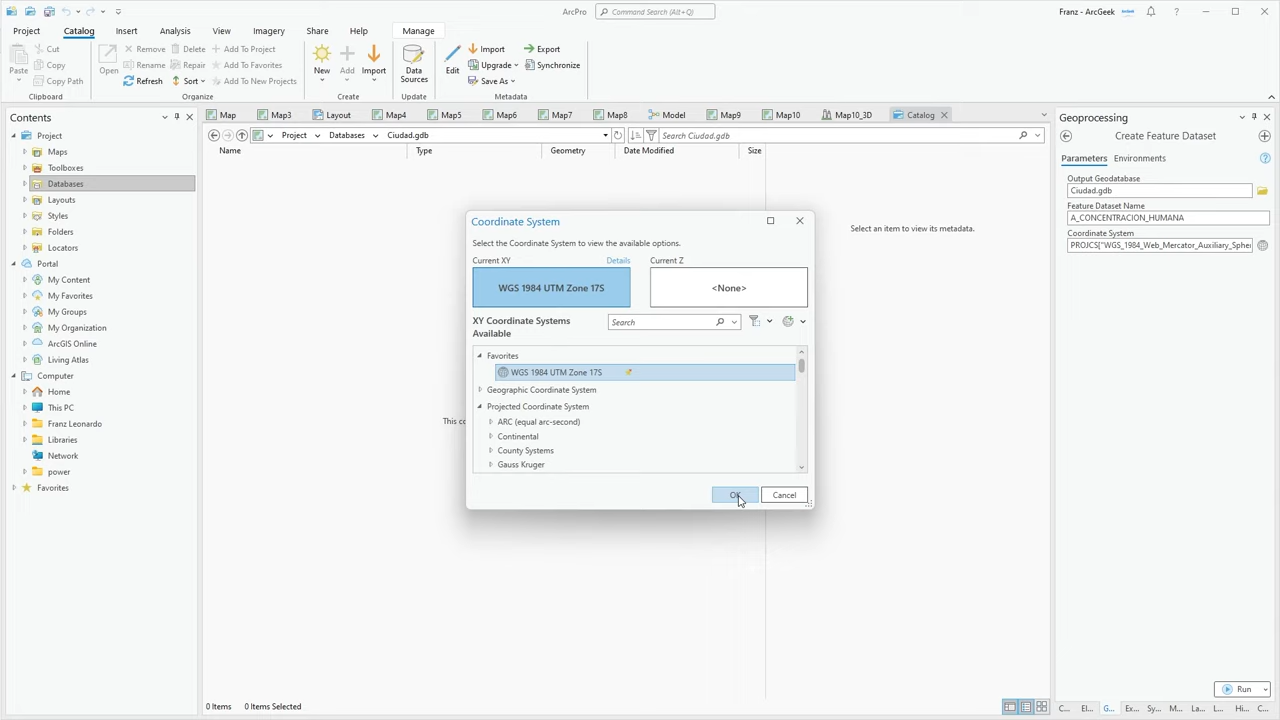 ArcPro
Command Search (Alt+Q)
Franz - ArcGeek
Project
Catalog
Insert
Analysis
View
Imagery
Share
Help
Manage
Paste
Cut
Copy
Copy Path
Clipboard
Open
Remove
Rename
Refresh
Delete
Repair
Sort
Add To Project
Add To Favorites
Add To New Projects
Organize
New
Add
Import
Create
Data Sources
Update
Edit
Import
Upgrade
Save As
Export
Synchronize
Metadata
Contents
Project
Maps
Toolboxes
Databases
Layouts
Styles
Folders
Locators
Portal
My Content
My Favorites
My Groups
My Organization
ArcGIS Online
Living Atlas
Computer
Home
This PC
Franz Leonardo
Libraries
Network
power
Favorites
Map
Map3
Layout
Map4
Map5
Map6
Map7
Map8
Model
Map9
Map10
Map10_3D
Catalog
Project
Databases
Ciudad.gdb
Search Ciudad.gdb
Name
Type
Geometry
Date Modified
Size
Select an item to view its metadata.
This co
Coordinate System
Select the Coordinate System to view the available options.
Current XY
Details
Current Z
WGS 1984 UTM Zone 17S
<None>
XY Coordinate Systems
Available
Search
Favorites
WGS 1984 UTM Zone 17S
Geographic Coordinate System
Projected Coordinate System
ARC (equal arc-second)
Continental
County Systems
Gauss Kruger
OK
Cancel
0 Items
0 Items Selected
Geoprocessing
Create Feature Dataset
Parameters
Environments
Output Geodatabase
Ciudad.gdb
Feature Dataset Name
A_CONCENTRACION_HUMANA
Coordinate System
PROJCS["WGS_1984_Web_Mercator_Auxiliary_Sphe
Run
C...
El...
G...
Ex...
Sy...
M...
La...
L...
Hi...
C...